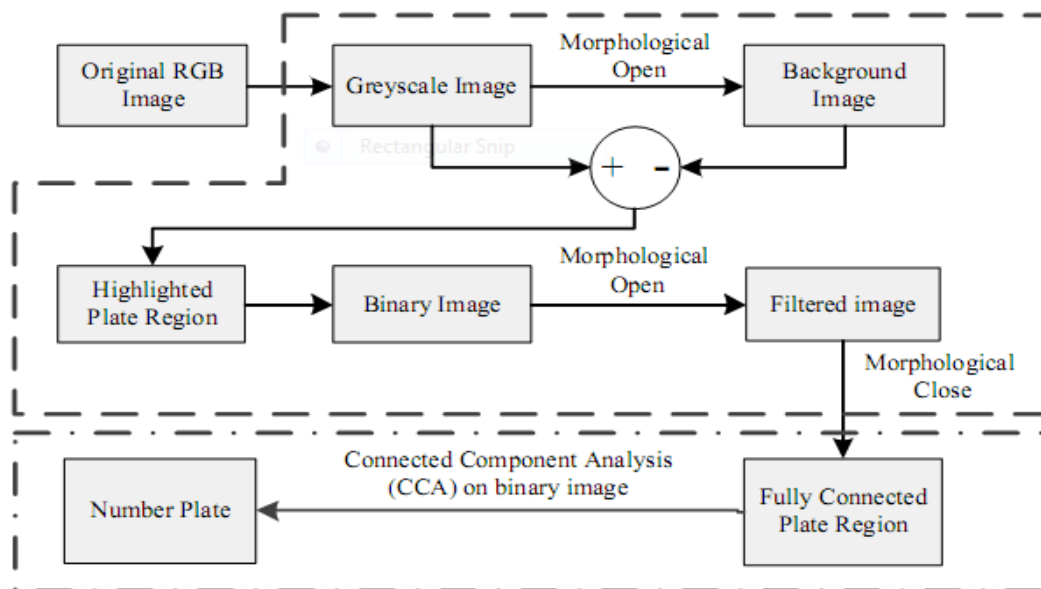 Original RGB
Image
Greyscale Image
Morphological
Open
Background
Image
Rectangular Snip
+ -
Highlighted
Plate Region
Binary Image
Morphological
Open
Filtered image
Morphological
Close
Number Plate
Connected Component Analysis
(CCA) on binary image
Fully Connected
Plate Region